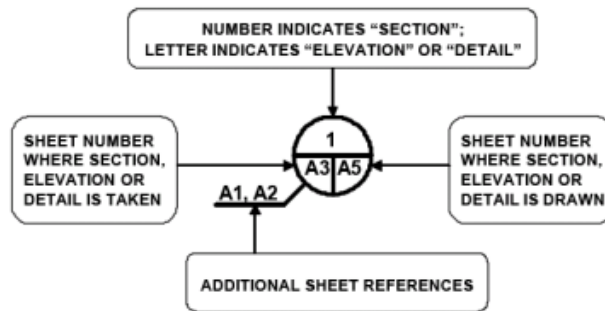 NUMBER INDICATES “SECTION”;
LETTER INDICATES “ELEVATION” OR “DETAIL”
SHEET NUMBER
WHERE SECTION,
ELEVATION OR
DETAIL IS TAKEN
1
A3 A5
A1, A2
SHEET NUMBER
WHERE SECTION,
ELEVATION OR
DETAIL IS DRAWN
ADDITIONAL SHEET REFERENCES